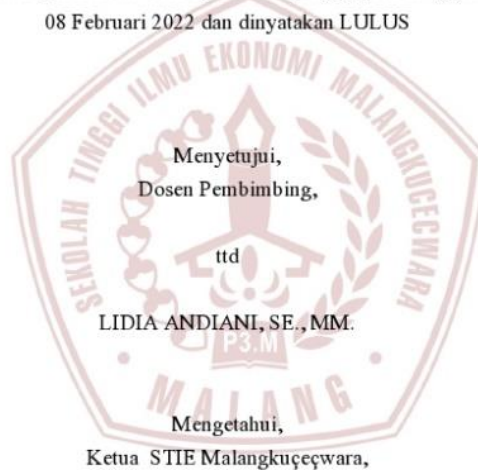 08 Februari 2022 dan dinyatakan LULUS
SEKOLAH TINGGI ILMU EKONOMI MALANGKUCECWARA
Menyetujui,
Dosen Pembimbing,
ttd
LIDIA ANDIANI, SE., MM.
P3.M
MALANG
Mengetahui,
Ketua STIE Malangkuçeçwara,